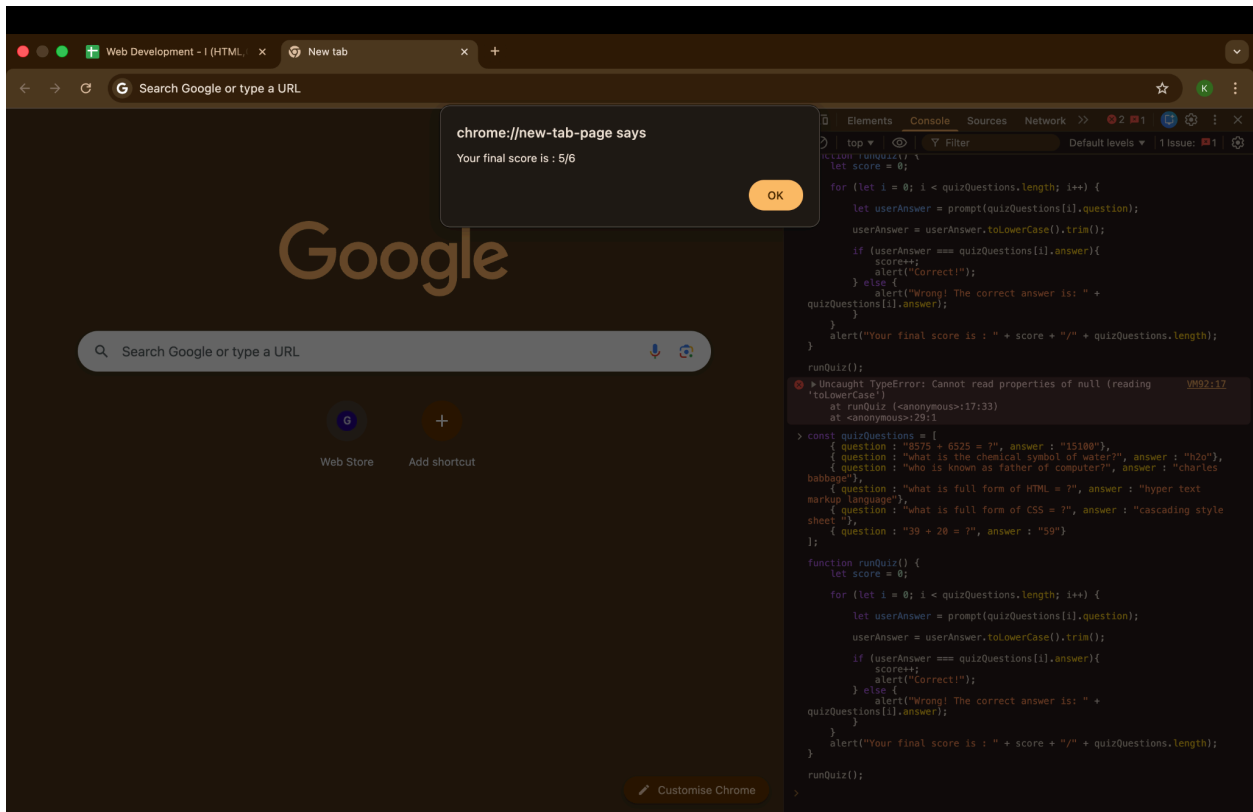 Web Development - I (HTML,
New tab
G Search Google or type a URL
K
chrome://new-tab-page says
Your final score is : 5/6
OK
Google
Search Google or type a URL
G
Web Store
Add shortcut
Customise Chrome
Elements Console Sources Network 2 1
top Filter Default levels 1 Issue: 1
function runQuiz() {
let score = 0;
for (let i = 0; i < quizQuestions.length; i++) {
let userAnswer = prompt(quizQuestions[i].question);
userAnswer = userAnswer.toLowerCase().trim();
if (userAnswer === quizQuestions[i].answer){
score++;
alert("Correct!");
} else {
alert("Wrong! The correct answer is: " +
quizQuestions[i].answer);
}
}
alert("Your final score is : " + score + "/" + quizQuestions.length);
}
runQuiz();
Uncaught TypeError: Cannot read properties of null (reading VM92:17
'toLowerCase')
at runQuiz (<anonymous>:17:33)
at <anonymous>:29:1
> const quizQuestions = [
{ question : "8575 + 6525 = ?", answer : "15100"},
{ question : "what is the chemical symbol of water?", answer : "h2o"},
{ question : "who is known as father of computer?", answer : "charles
babbage"},
{ question : "what is full form of HTML = ?", answer : "hyper text
markup language"},
{ question : "what is full form of CSS = ?", answer : "cascading style
sheet "},
{ question : "39 + 20 = ?", answer : "59"}
];
function runQuiz() {
let score = 0;
for (let i = 0; i < quizQuestions.length; i++) {
let userAnswer = prompt(quizQuestions[i].question);
userAnswer = userAnswer.toLowerCase().trim();
if (userAnswer === quizQuestions[i].answer){
score++;
alert("Correct!");
} else {
alert("Wrong! The correct answer is: " +
quizQuestions[i].answer);
}
}
alert("Your final score is : " + score + "/" + quizQuestions.length);
}
runQuiz();
>